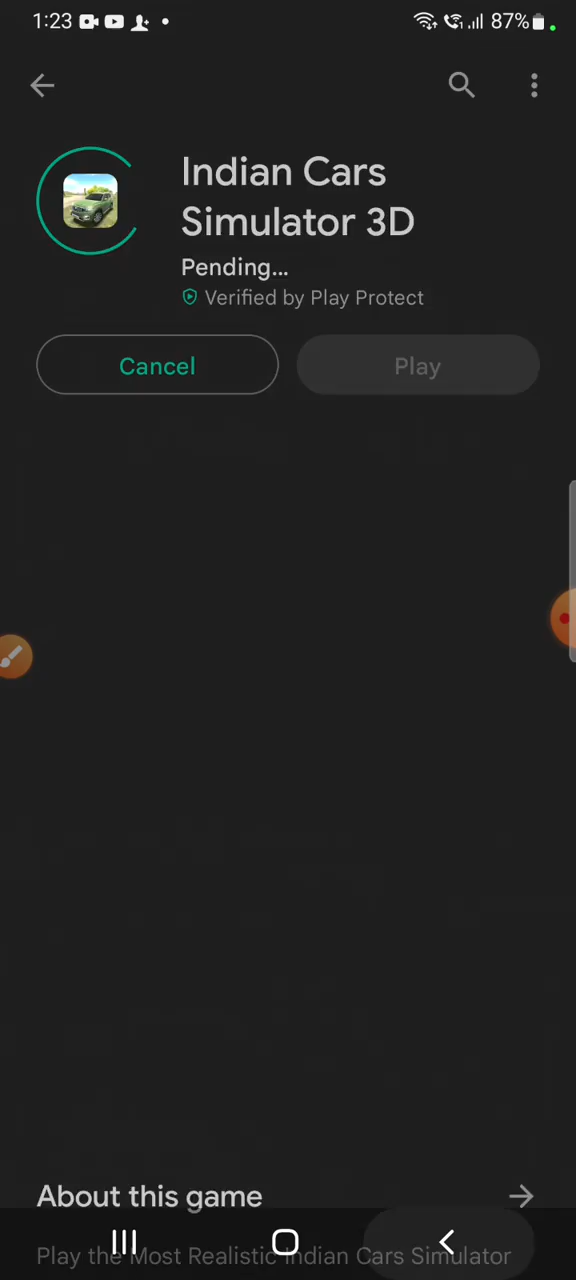 1:23 87%
Indian Cars
Simulator 3D
Pending...
Verified by Play Protect
Cancel Play
About this game
Play the Most Realistic Indian Cars Simulator